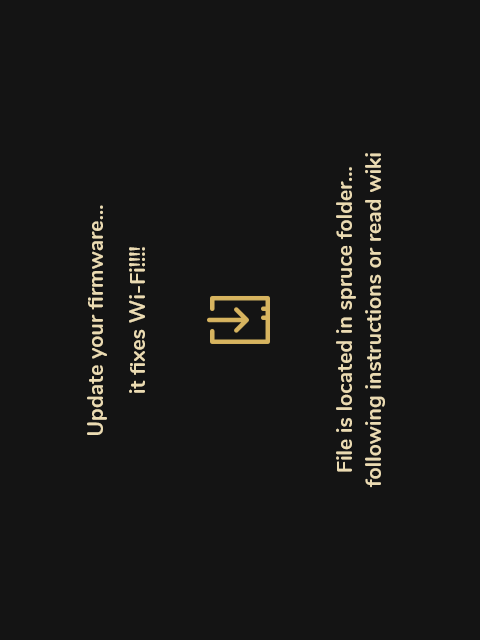 Update your firmware...
it fixes Wi-Fi!!!!
File is located in spruce folder...
following instructions or read wiki